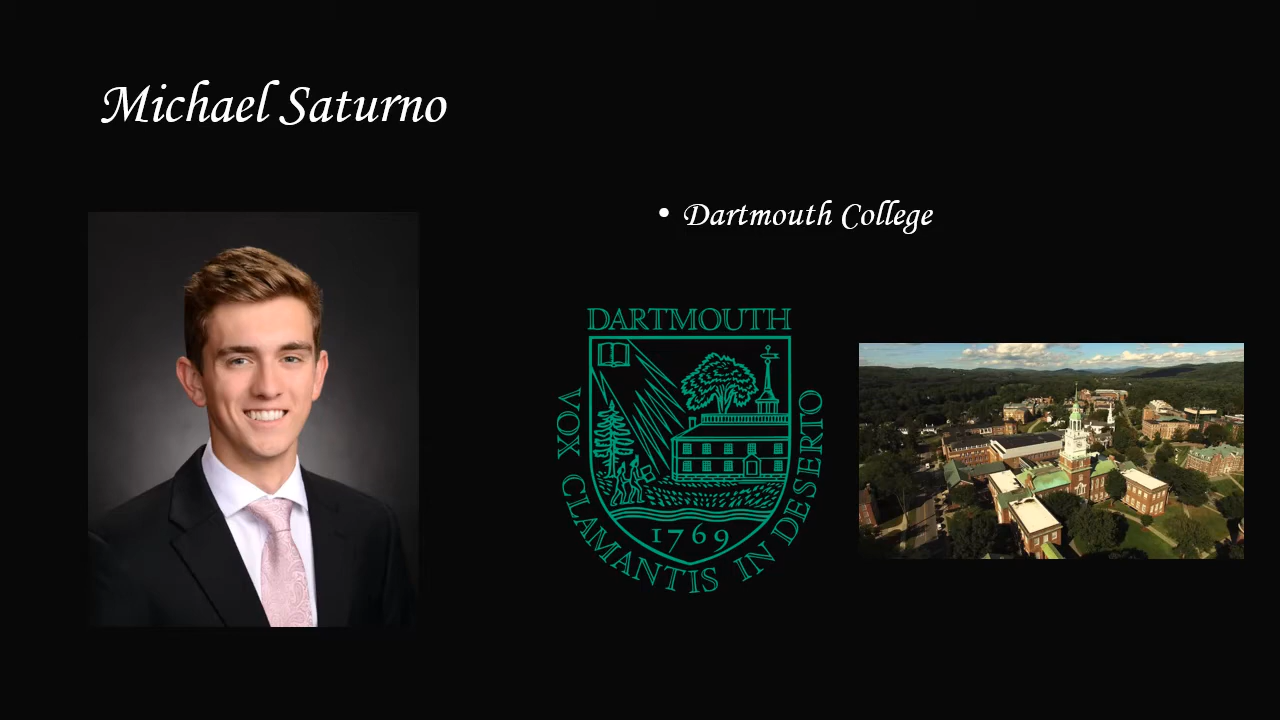 Michael Saturno
• Dartmouth College
DARTMOUTH
VOX CLAMANTIS IN DESERTO
1769